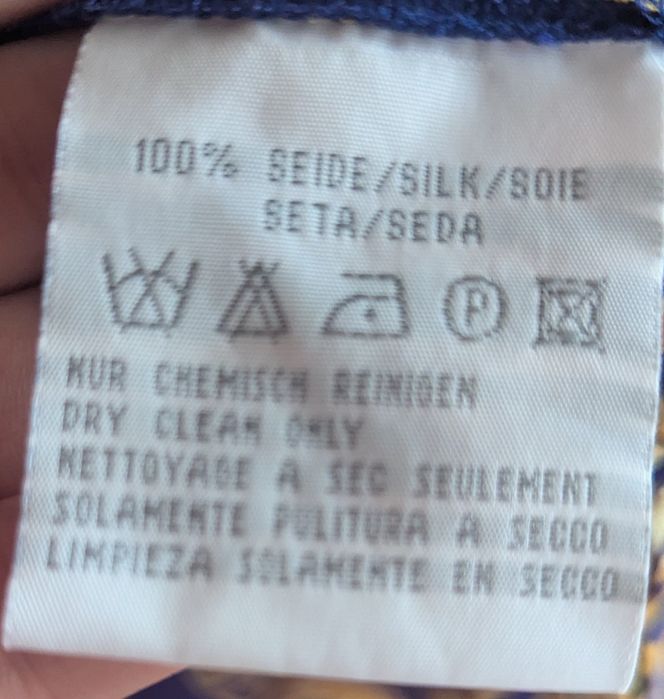 100% SEIDE/SILK/SOIE
SETA/SEDA
P
NUR CHEMISCH REINIGEN
DRY CLEAN ONLY
NETTOYAGE A SEC SEULEMENT
SOLAMENTE PULITURA A SECCO
LIMPIEZA SOLAMENTE EN SECCO